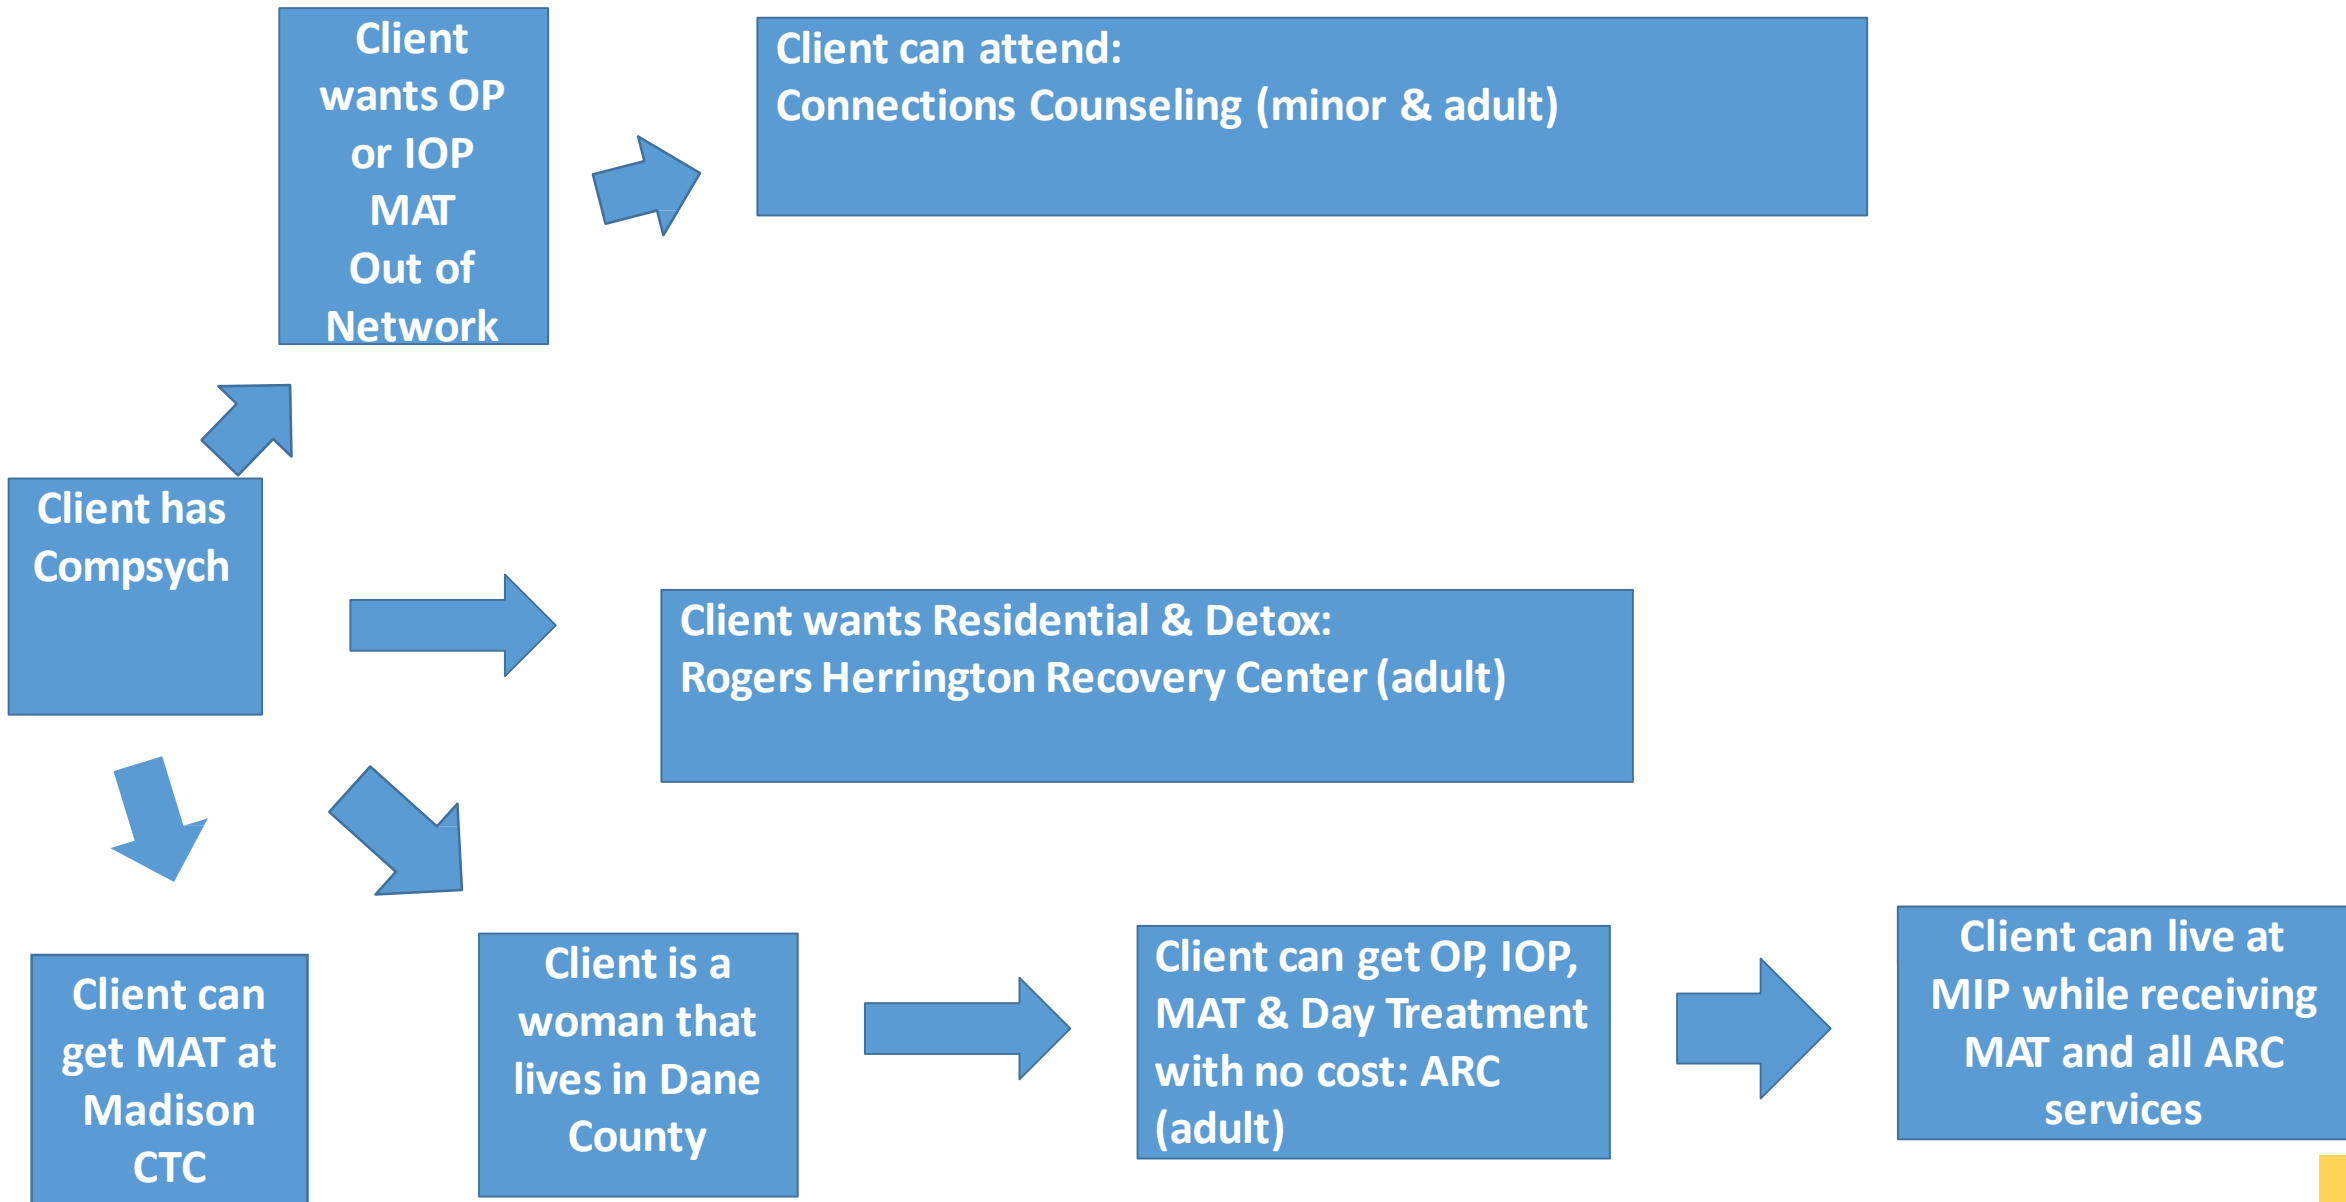 Client
wants OP
or IOP
MAT
Out of
Network
Client can attend:
Connections Counseling (minor & adult)
Client has
Compsych
Client wants Residential & Detox:
Rogers Herrington Recovery Center (adult)
Client can
get MAT at
Madison
CTC
Client is a
woman that
lives in Dane
County
Client can get OP, IOP,
MAT & Day Treatment
with no cost: ARC
(adult)
Client can live at
MIP while receiving
MAT and all ARC
services